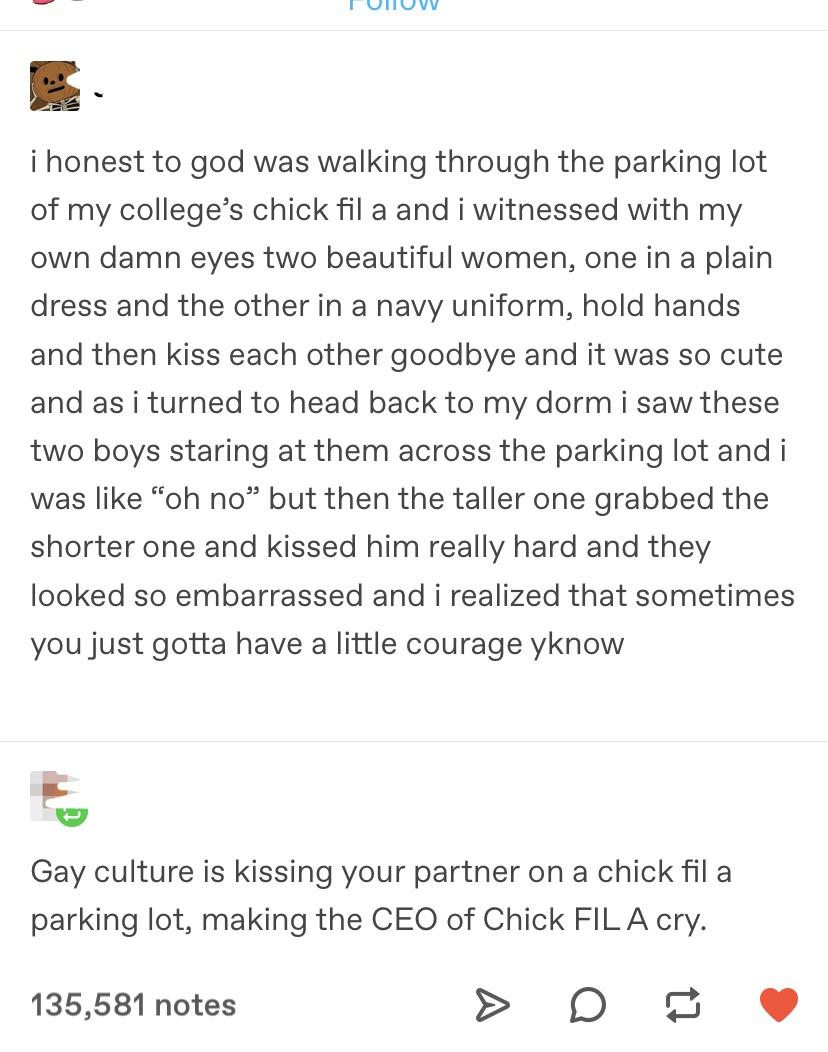 Follow
i honest to god was walking through the parking lot
of my college’s chick fil a and i witnessed with my
own damn eyes two beautiful women, one in a plain
dress and the other in a navy uniform, hold hands
and then kiss each other goodbye and it was so cute
and as i turned to head back to my dorm i saw these
two boys staring at them across the parking lot and i
was like “oh no” but then the taller one grabbed the
shorter one and kissed him really hard and they
looked so embarrassed and i realized that sometimes
you just gotta have a little courage yknow
Gay culture is kissing your partner on a chick fil a
parking lot, making the CEO of Chick FIL A cry.
135,581 notes